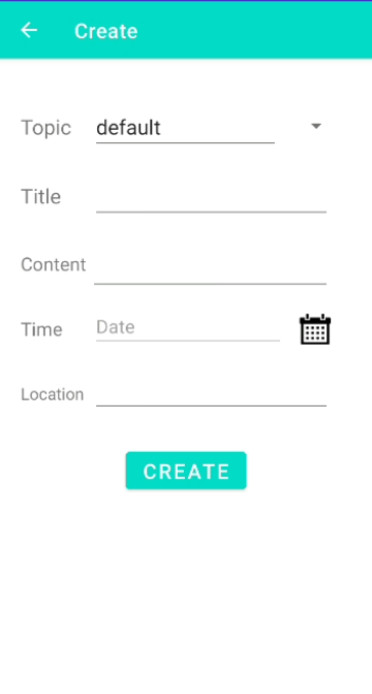 Create
Topic default
Title
Content
Time Date
Location
CREATE